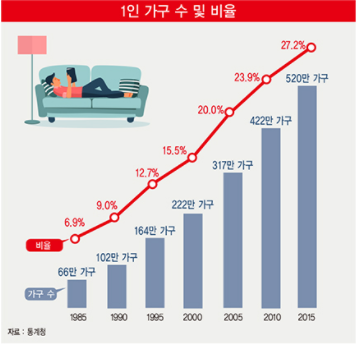 1인 가구 수 및 비율
27.2%
23.9%
520만 가구
20.0%
422만 가구
15.5%
317만 가구
12.7%
222만 가구
9.0%
164만 가구
6.9%
비율
102만 가구
66만 가구
가구 수
1985 1990 1995 2000 2005 2010 2015
자료 : 통계청